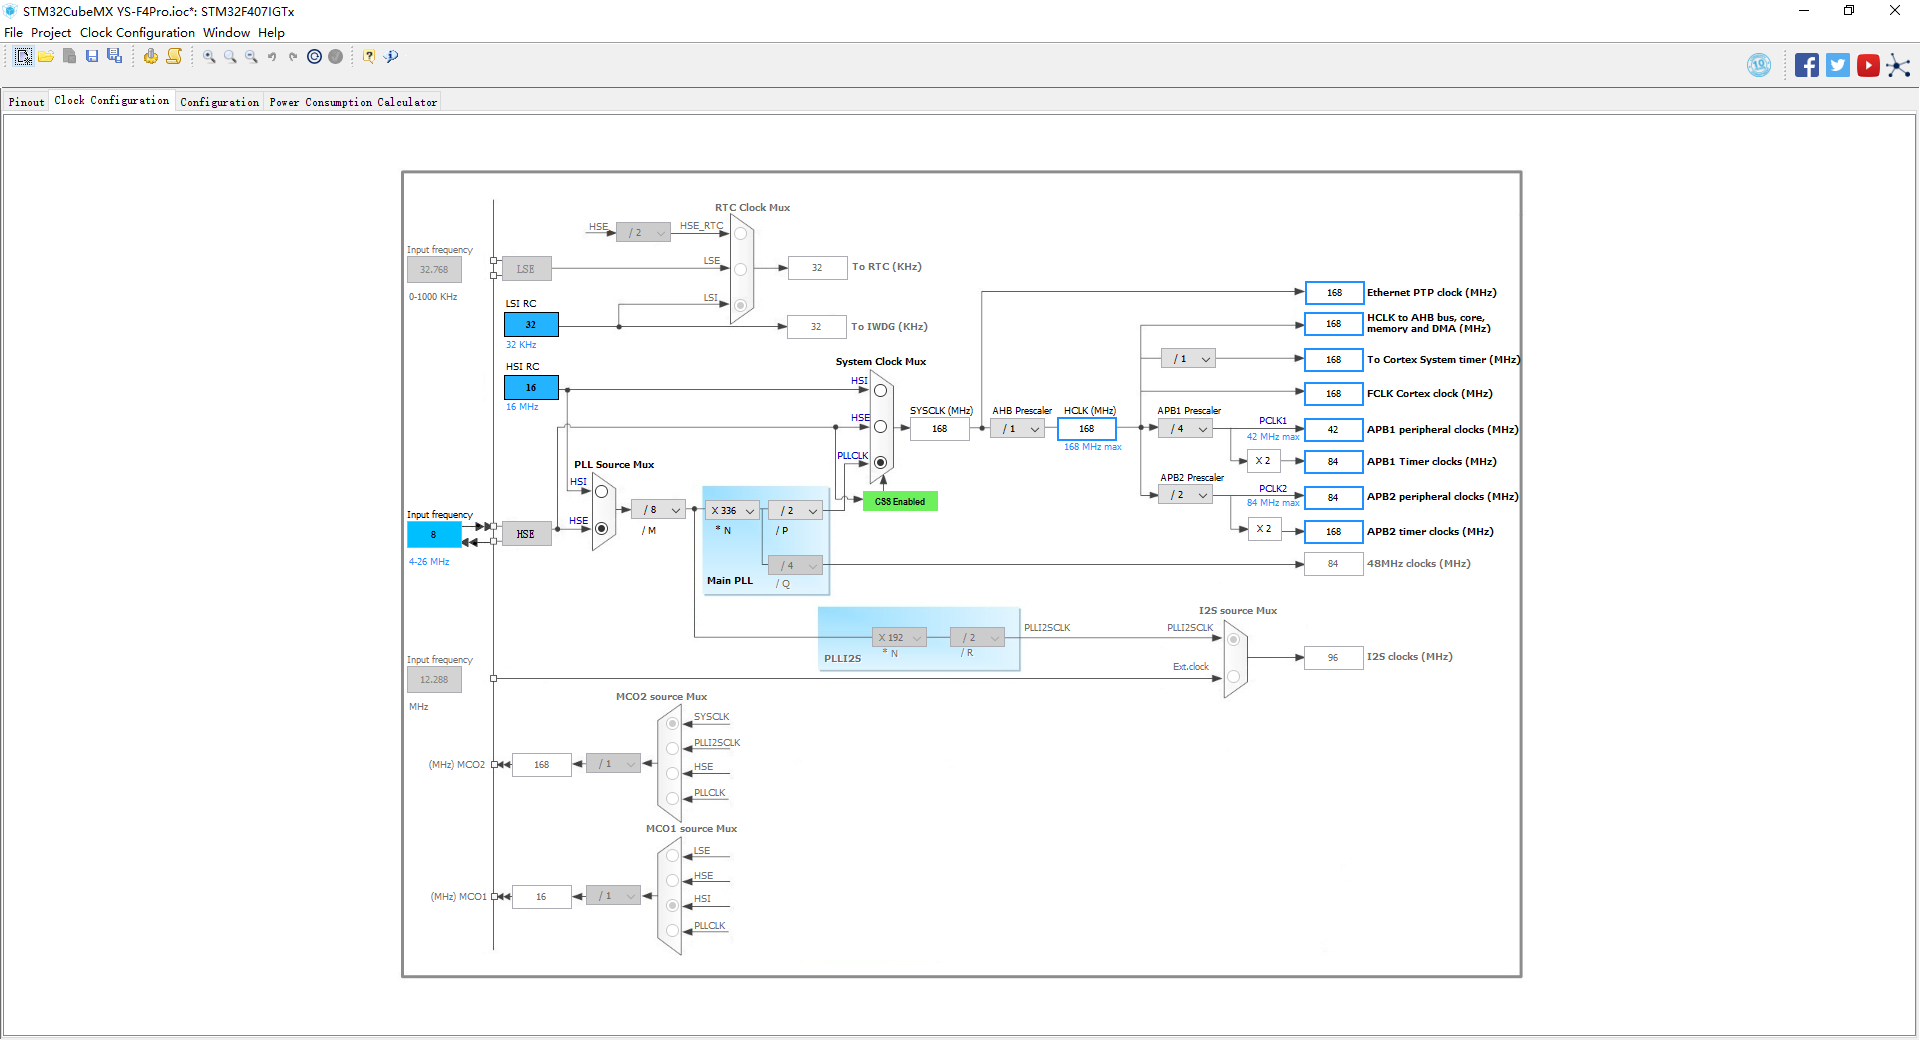 STM32CubeMX YS-F4Pro.ioc*: STM32F407IGTx
File Project Clock Configuration Window Help
10
Pinout Clock Configuration Configuration Power Consumption Calculator
RTC Clock Mux
HSE / 2 HSE_RTC
Input frequency
32.768
0-1000 KHz
LSE
LSE
32 To RTC (KHz)
LSI
LSI RC
32
32 KHz
32 To IWDG (KHz)
168 Ethernet PTP clock (MHz)
168 HCLK to AHB bus, core,
memory and DMA (MHz)
/ 1
168 To Cortex System timer (MHz)
168 FCLK Cortex clock (MHz)
HSI RC
16
16 MHz
System Clock Mux
HSI
HSE
PLLCLK
SYSCLK (MHz)
168
AHB Prescaler
/ 1
HCLK (MHz)
168
168 MHz max
APB1 Prescaler
/ 4
PCLK1
42 MHz max
42 APB1 peripheral clocks (MHz)
X 2
84 APB1 Timer clocks (MHz)
APB2 Prescaler
/ 2
PCLK2
84 MHz max
84 APB2 peripheral clocks (MHz)
X 2
168 APB2 timer clocks (MHz)
PLL Source Mux
HSI
HSE
CSS Enabled
Input frequency
8
4-26 MHz
HSE
/ 8
/ M
X 336
* N
/ 2
/ P
/ 4
/ Q
Main PLL
84 48MHz clocks (MHz)
I2S source Mux
X 192
* N
/ 2
/ R
PLLI2S
PLLI2SCLK
PLLI2SCLK
Ext.clock
96 I2S clocks (MHz)
Input frequency
12.288
MHz
MCO2 source Mux
SYSCLK
PLLI2SCLK
HSE
PLLCLK
(MHz) MCO2 168 / 1
MCO1 source Mux
LSE
HSE
HSI
PLLCLK
(MHz) MCO1 16 / 1